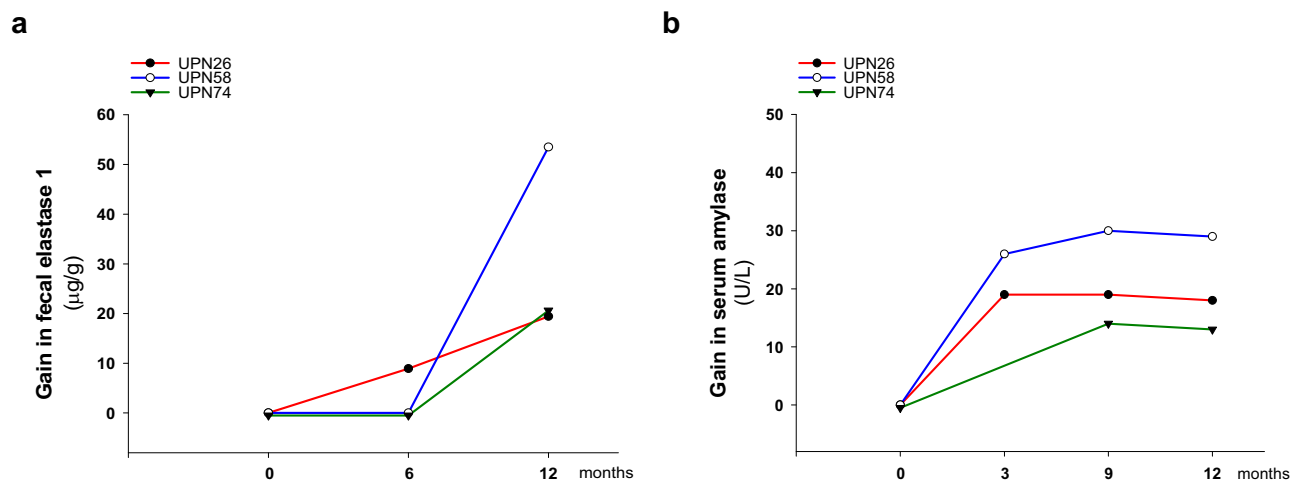 a
UPN26
UPN58
UPN74
Gain in fecal elastase 1
(µg/g)
60
50
40
30
20
10
0
0 6 12 months
b
UPN26
UPN58
UPN74
Gain in serum amylase
(U/L)
50
40
30
20
10
0
0 3 9 12 months